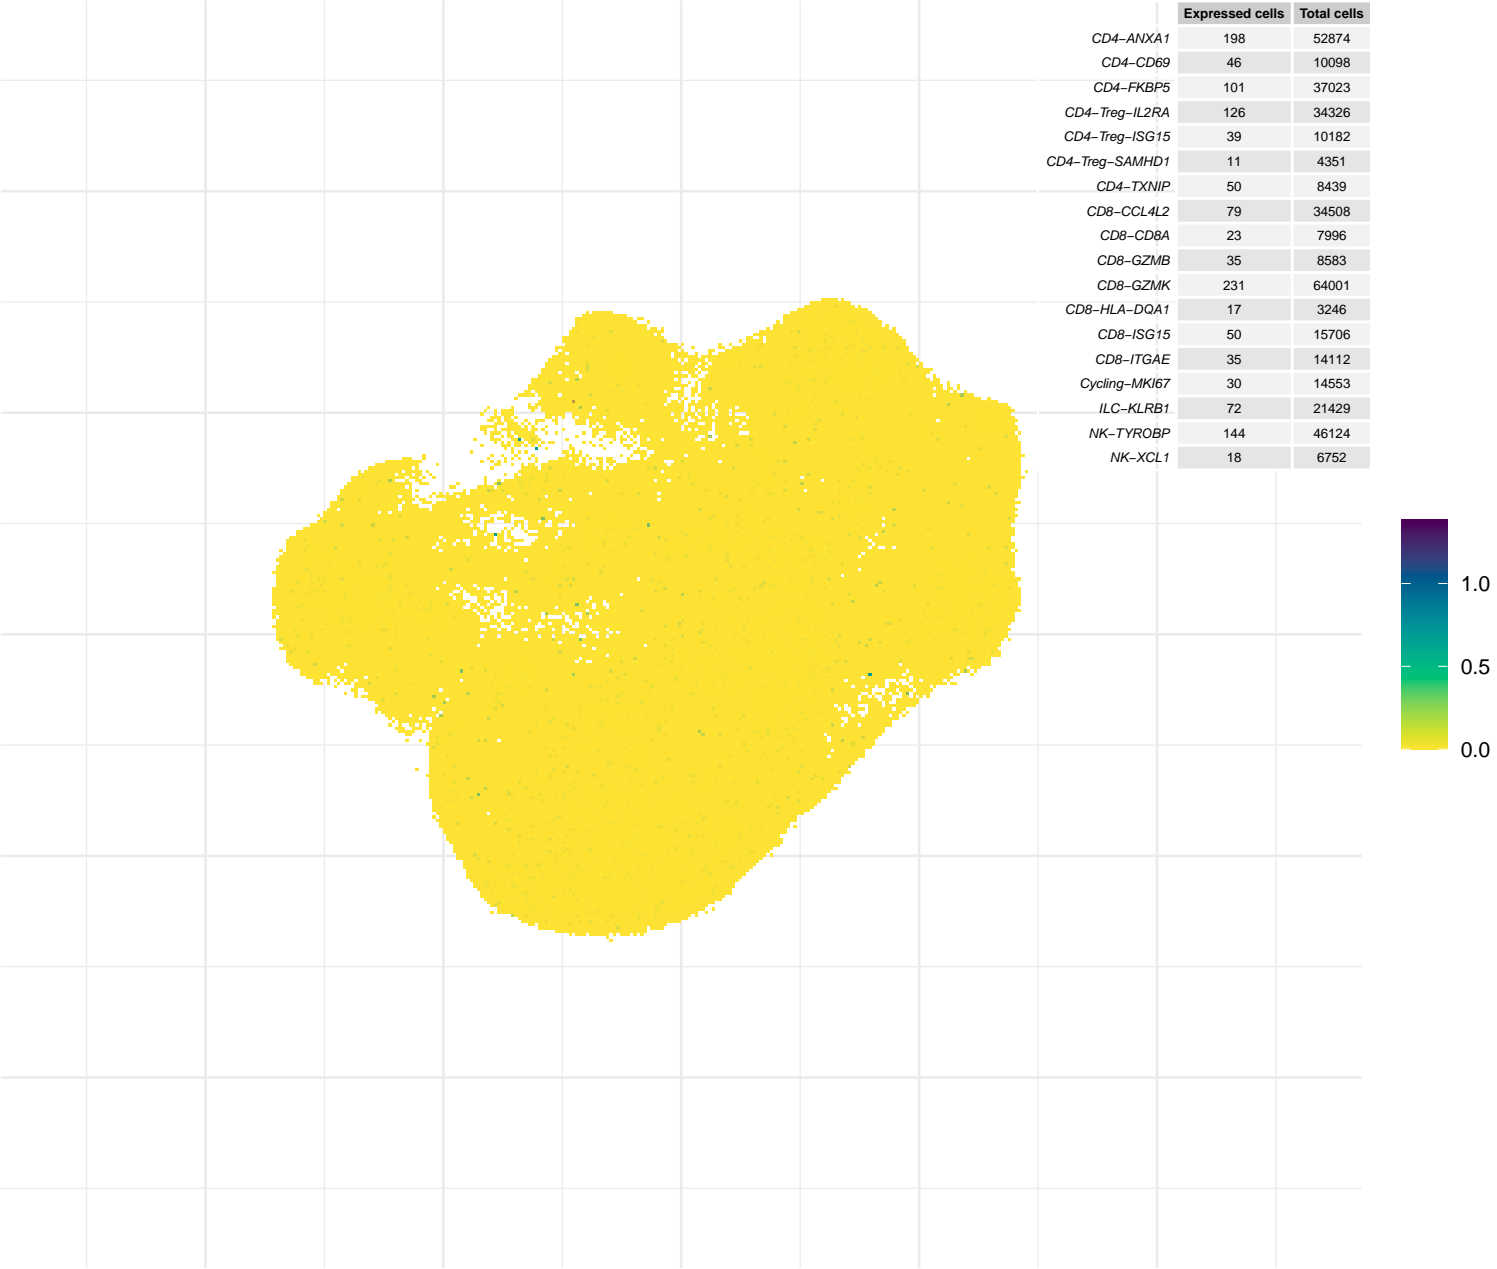 Expressed cells Total cells
CD4−ANXA1 198 52874
CD4−CD69 46 10098
CD4−FKBP5 101 37023
CD4−Treg−IL2RA 126 34326
CD4−Treg−ISG15 39 10182
CD4−Treg−SAMHD1 11 4351
CD4−TXNIP 50 8439
CD8−CCL4L2 79 34508
CD8−CD8A 23 7996
CD8−GZMB 35 8583
CD8−GZMK 231 64001
CD8−HLA−DQA1 17 3246
CD8−ISG15 50 15706
CD8−ITGAE 35 14112
Cycling−MKI67 30 14553
ILC−KLRB1 72 21429
NK−TYROBP 144 46124
NK−XCL1 18 6752
1.0
0.5
0.0